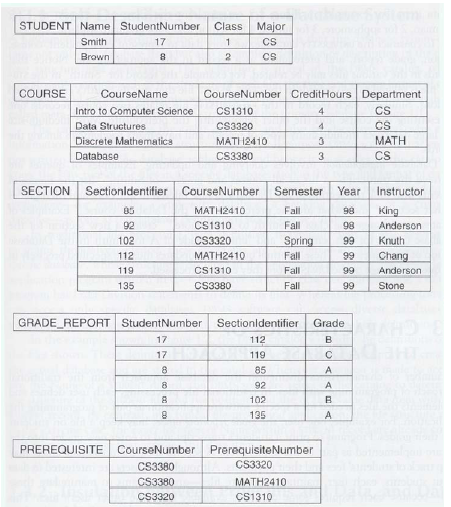 STUDENT Name StudentNumber Class Major
Smith 17 1 CS
Brown 8 2 CS
COURSE CourseName CourseNumber CreditHours Department
Intro to Computer Science CS1310 4 CS
Data Structures CS3320 4 CS
Discrete Mathematics MATH2410 3 MATH
Database CS3380 3 CS
SECTION SectionIdentifier CourseNumber Semester Year Instructor
85 MATH2410 Fall 98 King
92 CS1310 Fall 98 Anderson
102 CS3320 Spring 99 Knuth
112 MATH2410 Fall 99 Chang
119 CS1310 Fall 99 Anderson
135 CS3380 Fall 99 Stone
GRADE_REPORT StudentNumber SectionIdentifier Grade
17 112 B
17 119 C
8 85 A
8 92 A
8 102 B
8 135 A
PREREQUISITE CourseNumber PrerequisiteNumber
CS3380 CS3320
CS3380 MATH2410
CS3320 CS1310